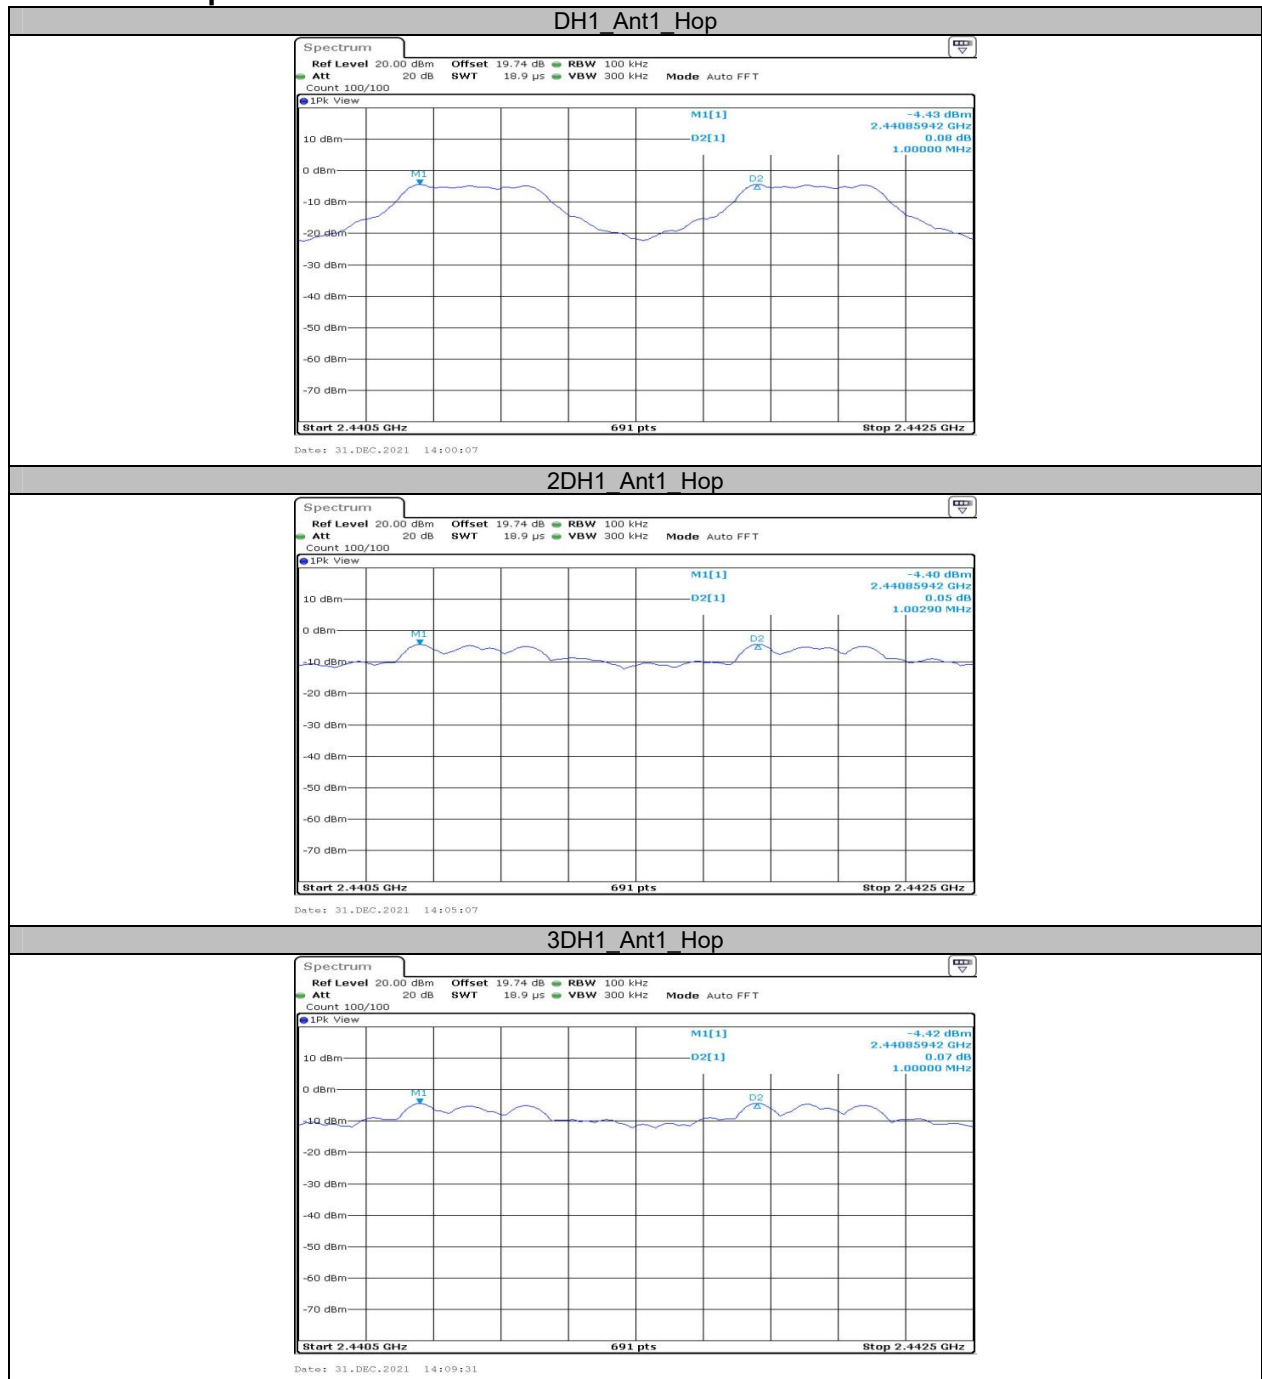 DH1_Ant1_Hop
Spectrum
Ref Level 20.00 dBm Offset 19.74 dB RBW 100 kHz
Att 20 dB SWT 18.9 µs VBW 300 kHz Mode Auto FFT
Count 100/100
1Pk View
M1[1] -4.43 dBm
2.44085942 GHz
10 dBm D2[1] 0.08 dB
1.00000 MHz
0 dBm
M1 D2
-10 dBm
-20 dBm
-30 dBm
-40 dBm
-50 dBm
-60 dBm
-70 dBm
Start 2.4405 GHz 691 pts Stop 2.4425 GHz
Date: 31.DEC.2021 14:00:07
2DH1_Ant1_Hop
Spectrum
Ref Level 20.00 dBm Offset 19.74 dB RBW 100 kHz
Att 20 dB SWT 18.9 µs VBW 300 kHz Mode Auto FFT
Count 100/100
1Pk View
M1[1] -4.40 dBm
2.44085942 GHz
10 dBm D2[1] 0.05 dB
1.00290 MHz
0 dBm
M1 D2
-10 dBm
-20 dBm
-30 dBm
-40 dBm
-50 dBm
-60 dBm
-70 dBm
Start 2.4405 GHz 691 pts Stop 2.4425 GHz
Date: 31.DEC.2021 14:05:07
3DH1_Ant1_Hop
Spectrum
Ref Level 20.00 dBm Offset 19.74 dB RBW 100 kHz
Att 20 dB SWT 18.9 µs VBW 300 kHz Mode Auto FFT
Count 100/100
1Pk View
M1[1] -4.42 dBm
2.44085942 GHz
10 dBm D2[1] 0.07 dB
1.00000 MHz
0 dBm
M1 D2
-10 dBm
-20 dBm
-30 dBm
-40 dBm
-50 dBm
-60 dBm
-70 dBm
Start 2.4405 GHz 691 pts Stop 2.4425 GHz
Date: 31.DEC.2021 14:09:31